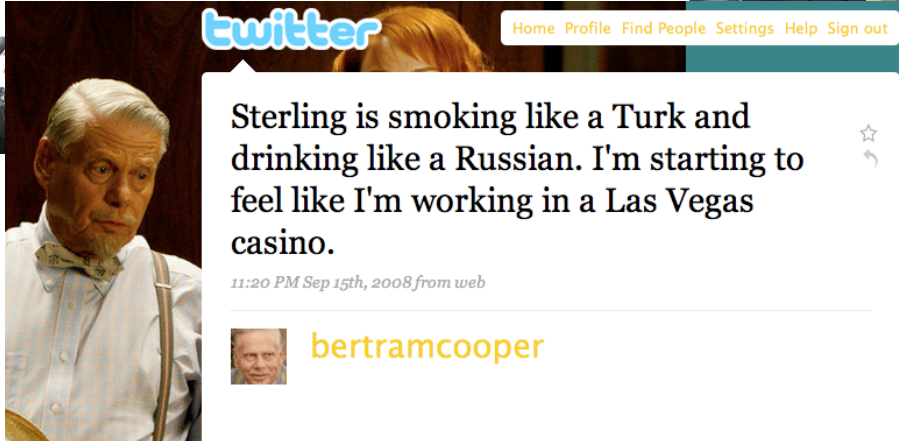 twitter
Home Profile Find People Settings Help Sign out
Sterling is smoking like a Turk and
drinking like a Russian. I'm starting to
feel like I'm working in a Las Vegas
casino.
11:20 PM Sep 15th, 2008 from web
bertramcooper